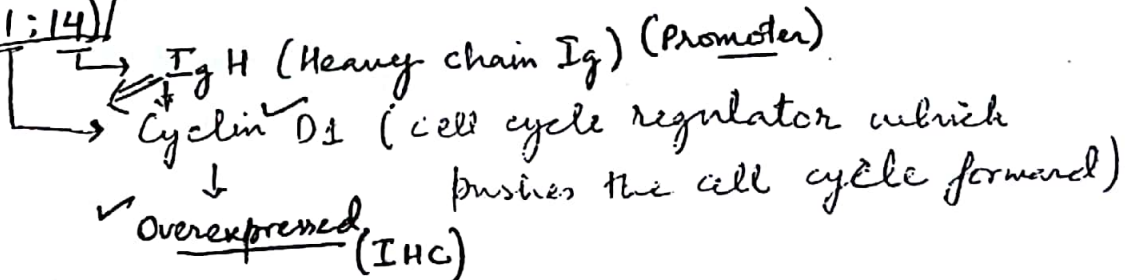 1 ; 14)
IgH (Heavy chain Ig) (Promoter)
Cyclin D1 (cell cycle regulator which
pushes the cell cycle forward)
Overexpressed (IHC)